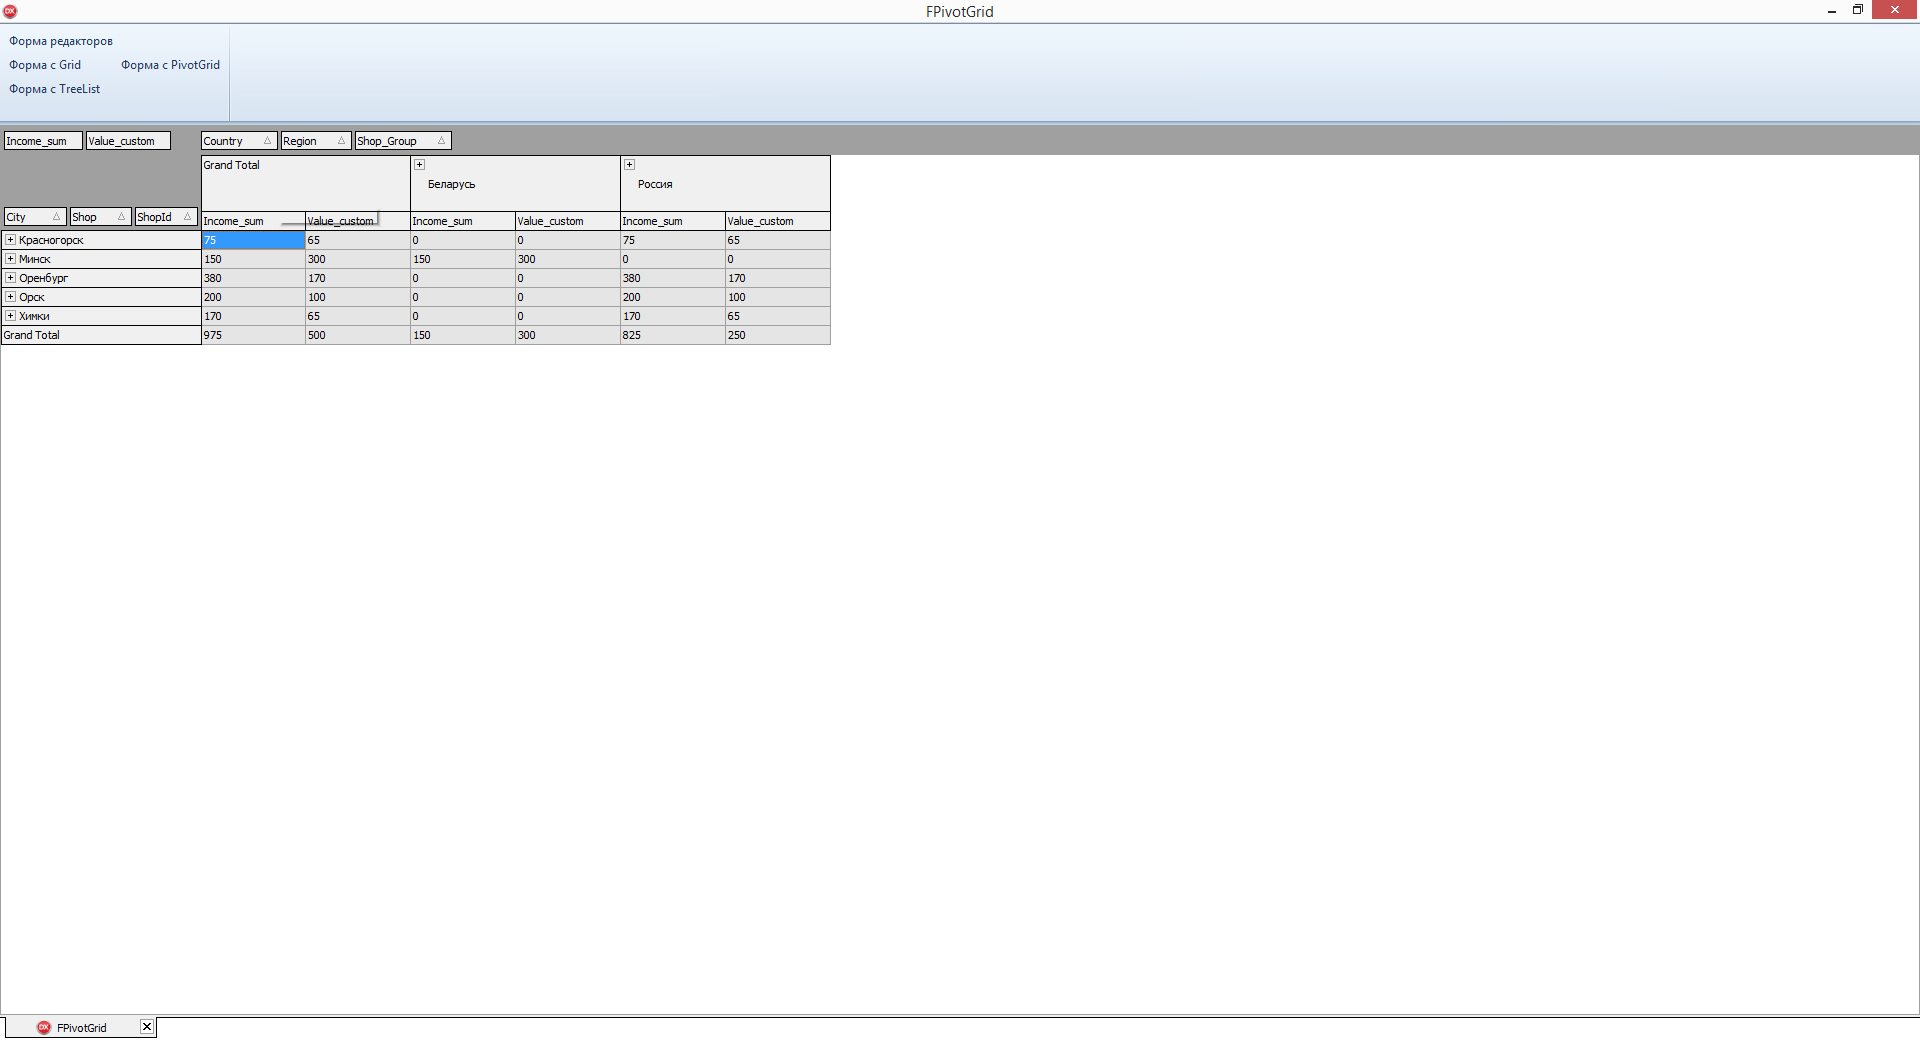 FPivotGrid
Форма редакторов
Форма с Grid Форма с PivotGrid
Форма с TreeList
Income_sum Value_custom Country Region Shop_Group
Grand Total
Беларусь Россия
City Shop ShopId
Income_sum Value_custom Income_sum Value_custom Income_sum Value_custom
Красногорск 75 65 0 0 75 65
Минск 150 300 150 300 0 0
Оренбург 380 170 0 0 380 170
Орск 200 100 0 0 200 100
Химки 170 65 0 0 170 65
Grand Total 975 500 150 300 825 250
FPivotGrid